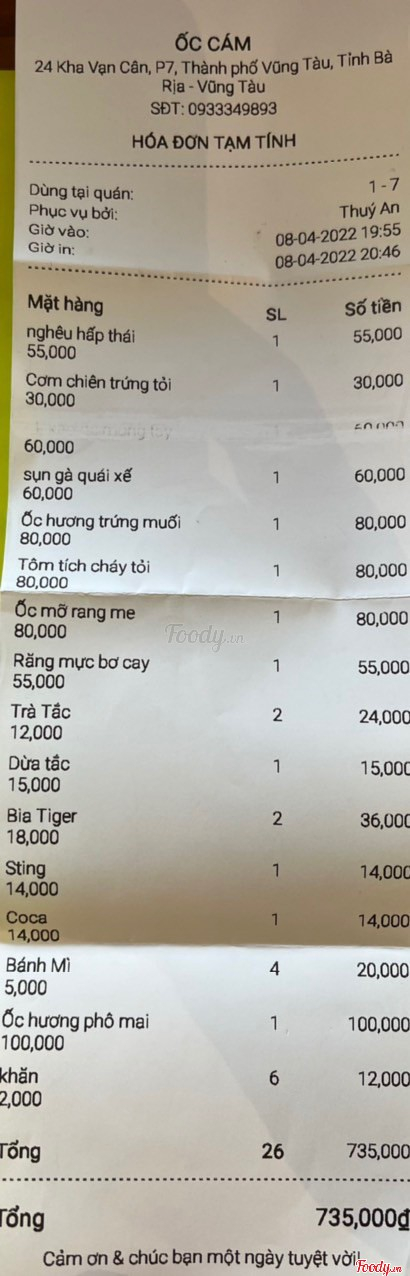 ỐC CÁM
24 Kha Vạn Cân, P7, Thành phố Vũng Tàu, Tỉnh Bà
Rịa - Vũng Tàu
SĐT: 0933349893
HÓA ĐƠN TẠM TÍNH
Dùng tại quán: 1 - 7
Phục vụ bởi: Thuý An
Giờ vào: 08-04-2022 19:55
Giờ in: 08-04-2022 20:46
Mặt hàng SL Số tiền
nghêu hấp thái 1 55,000
55,000
Cơm chiên trứng tỏi 1 30,000
30,000
60,000
60,000
sụn gà quái xế 1 60,000
60,000
Ốc hương trứng muối 1 80,000
80,000
Tôm tích cháy tỏi 1 80,000
80,000
Ốc mỡ rang me 1 80,000
80,000
Foody.vn
Răng mực bơ cay 1 55,000
55,000
Trà Tắc 2 24,000
12,000
Dừa tắc 1 15,000
15,000
Bia Tiger 2 36,000
18,000
Sting 1 14,000
14,000
Coca 1 14,000
14,000
Bánh Mì 4 20,000
5,000
Ốc hương phô mai 1 100,000
100,000
khăn 6 12,000
2,000
Tổng 26 735,000
Tổng 735,000đ
Cảm ơn & chúc bạn một ngày tuyệt vời!
Foody.vn